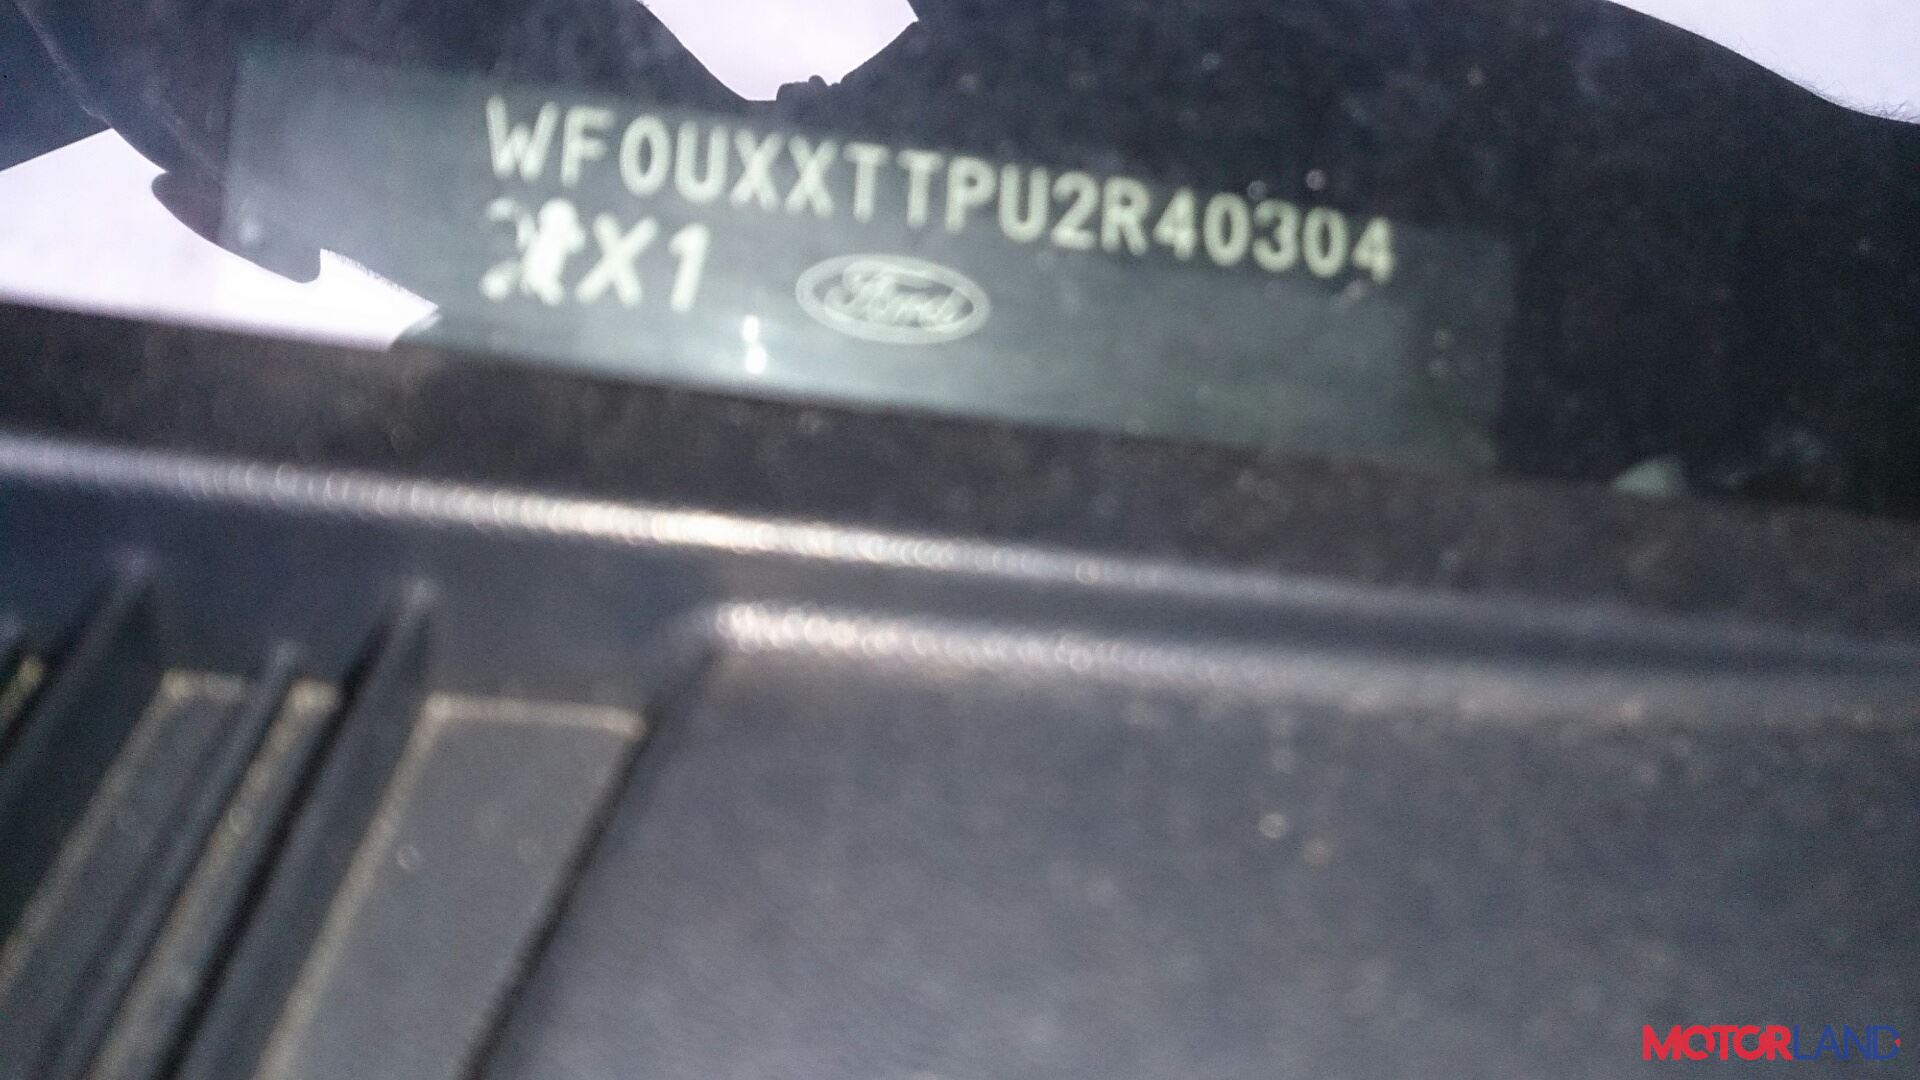 WF0UXXTTPU2R40304
X1
Ford
MOTORLAND